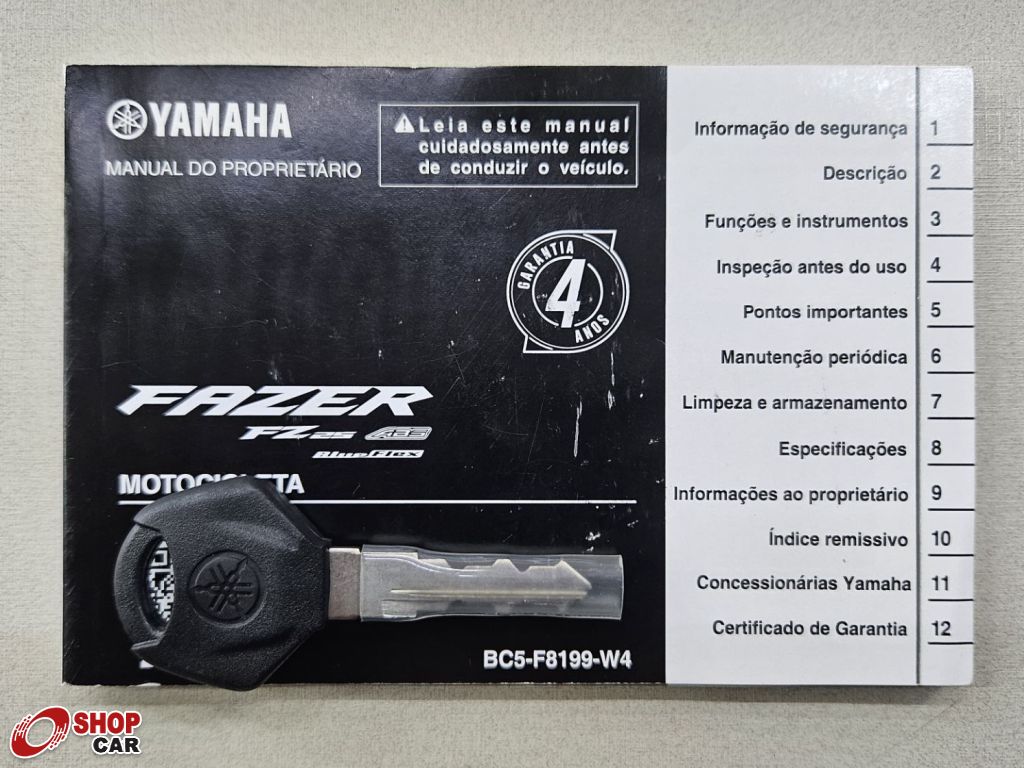 YAMAHA
MANUAL DO PROPRIETÁRIO
Leia este manual
cuidadosamente antes
de conduzir o veículo.
GARANTIA
4
ANOS
FAZER
FZ25 ABS
BlueFlex
MOTOCICLETA
BC5-F8199-W4
Informação de segurança 1
Descrição 2
Funções e instrumentos 3
Inspeção antes do uso 4
Pontos importantes 5
Manutenção periódica 6
Limpeza e armazenamento 7
Especificações 8
Informações ao proprietário 9
Índice remissivo 10
Concessionárias Yamaha 11
Certificado de Garantia 12
SHOP
CAR